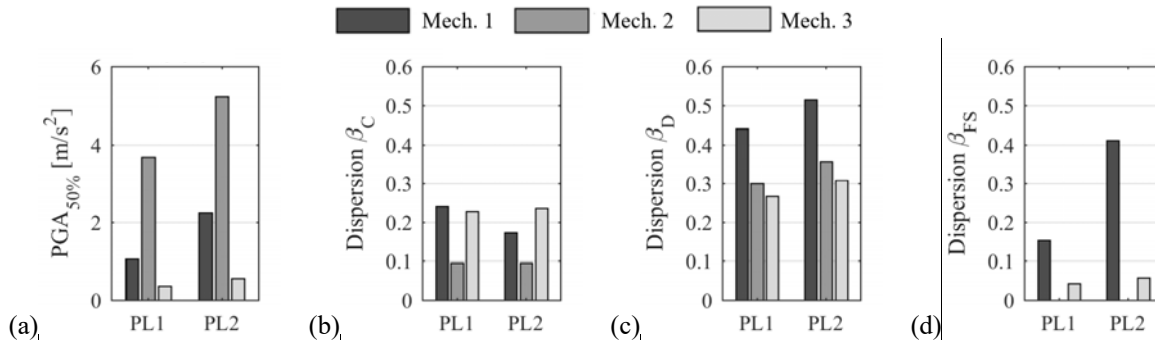 Mech. 1 Mech. 2 Mech. 3
(a) PGA50% [m/s2]
6
4
2
0
PL1 PL2
(b) Dispersion βC
0.6
0.5
0.4
0.3
0.2
0.1
0
PL1 PL2
(c) Dispersion βD
0.6
0.5
0.4
0.3
0.2
0.1
0
PL1 PL2
(d) Dispersion βFS
0.6
0.5
0.4
0.3
0.2
0.1
0
PL1 PL2